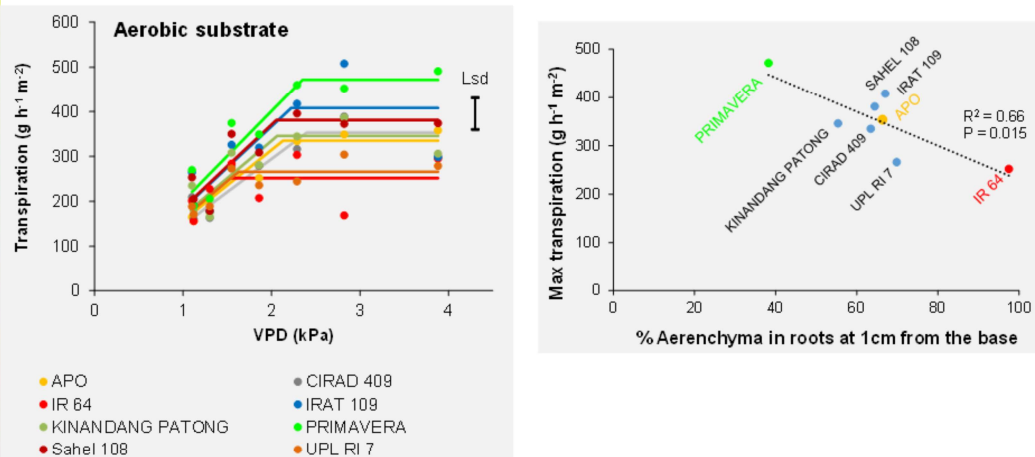 Aerobic substrate
Transpiration (g h⁻¹ m⁻²)
600
500
400
300
200
100
0
0 1 2 3 4
VPD (kPa)
Lsd
APO
CIRAD 409
IR 64
IRAT 109
KINANDANG PATONG
PRIMAVERA
Sahel 108
UPL RI 7
Max transpiration (g h⁻¹ m⁻²)
500
400
300
200
100
0
0 20 40 60 80 100
% Aerenchyma in roots at 1cm from the base
PRIMAVERA
KINANDANG PATONG
CIRAD 409
SAHEL 108
IRAT 109
APO
UPL RI 7
IR 64
R² = 0.66
P = 0.015